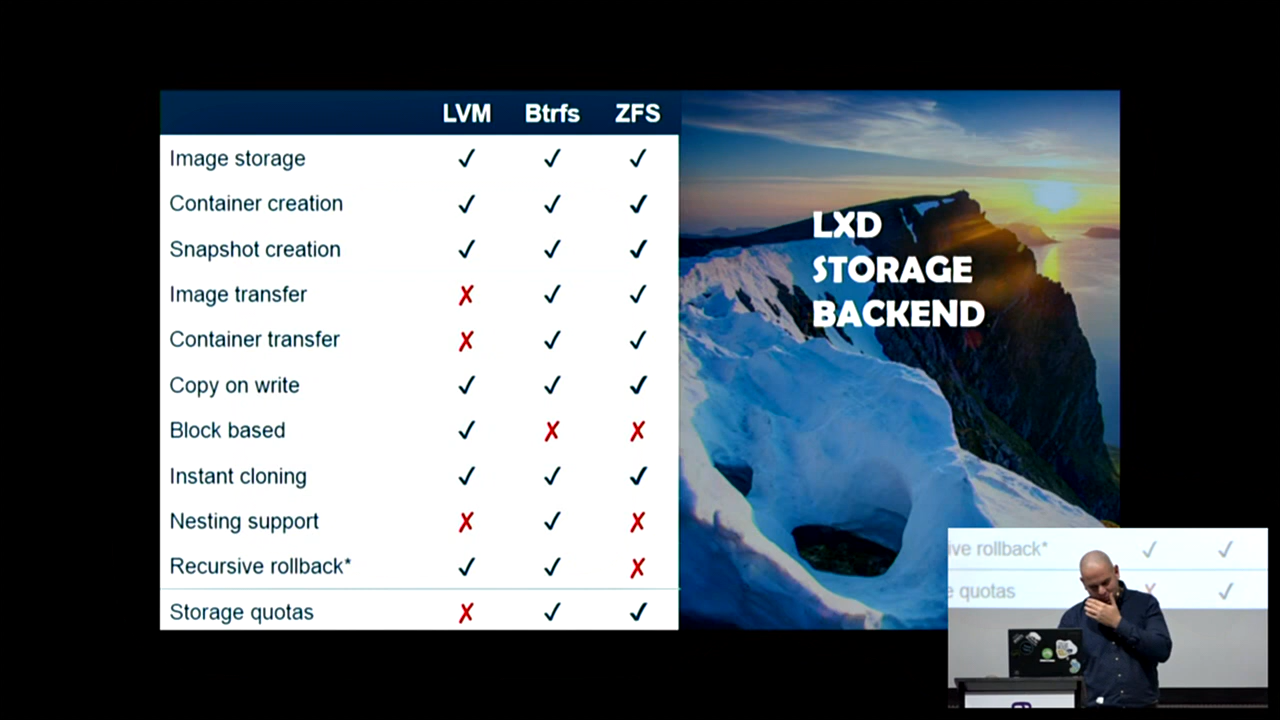 LVM Btrfs ZFS
Image storage ✓ ✓ ✓
Container creation ✓ ✓ ✓
Snapshot creation ✓ ✓ ✓
Image transfer ✗ ✓ ✓
Container transfer ✗ ✓ ✓
Copy on write ✓ ✓ ✓
Block based ✓ ✗ ✗
Instant cloning ✓ ✓ ✓
Nesting support ✗ ✓ ✗
Recursive rollback* ✓ ✓ ✗
Storage quotas ✗ ✓ ✓
LXD
STORAGE
BACKEND
ive rollback* ✓ ✓
e quotas ✗ ✓